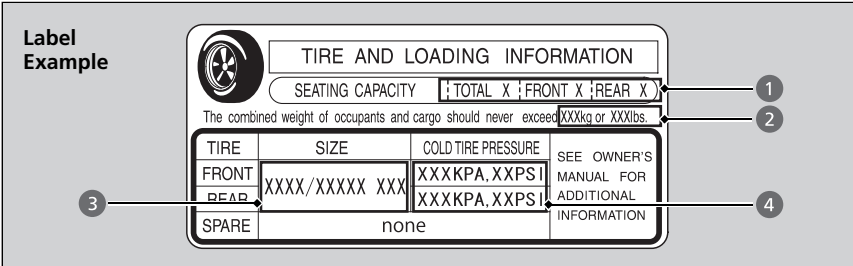 Label
Example
TIRE AND LOADING INFORMATION
SEATING CAPACITY TOTAL X FRONT X REAR X
1
The combined weight of occupants and cargo should never exceed XXXkg or XXXlbs.
2
TIRE SIZE COLD TIRE PRESSURE
SEE OWNER'S
MANUAL FOR
ADDITIONAL
INFORMATION
FRONT XXXX/XXXXX XXX XXXKPA,XXPSI
REAR XXXKPA,XXPSI
3
4
SPARE none